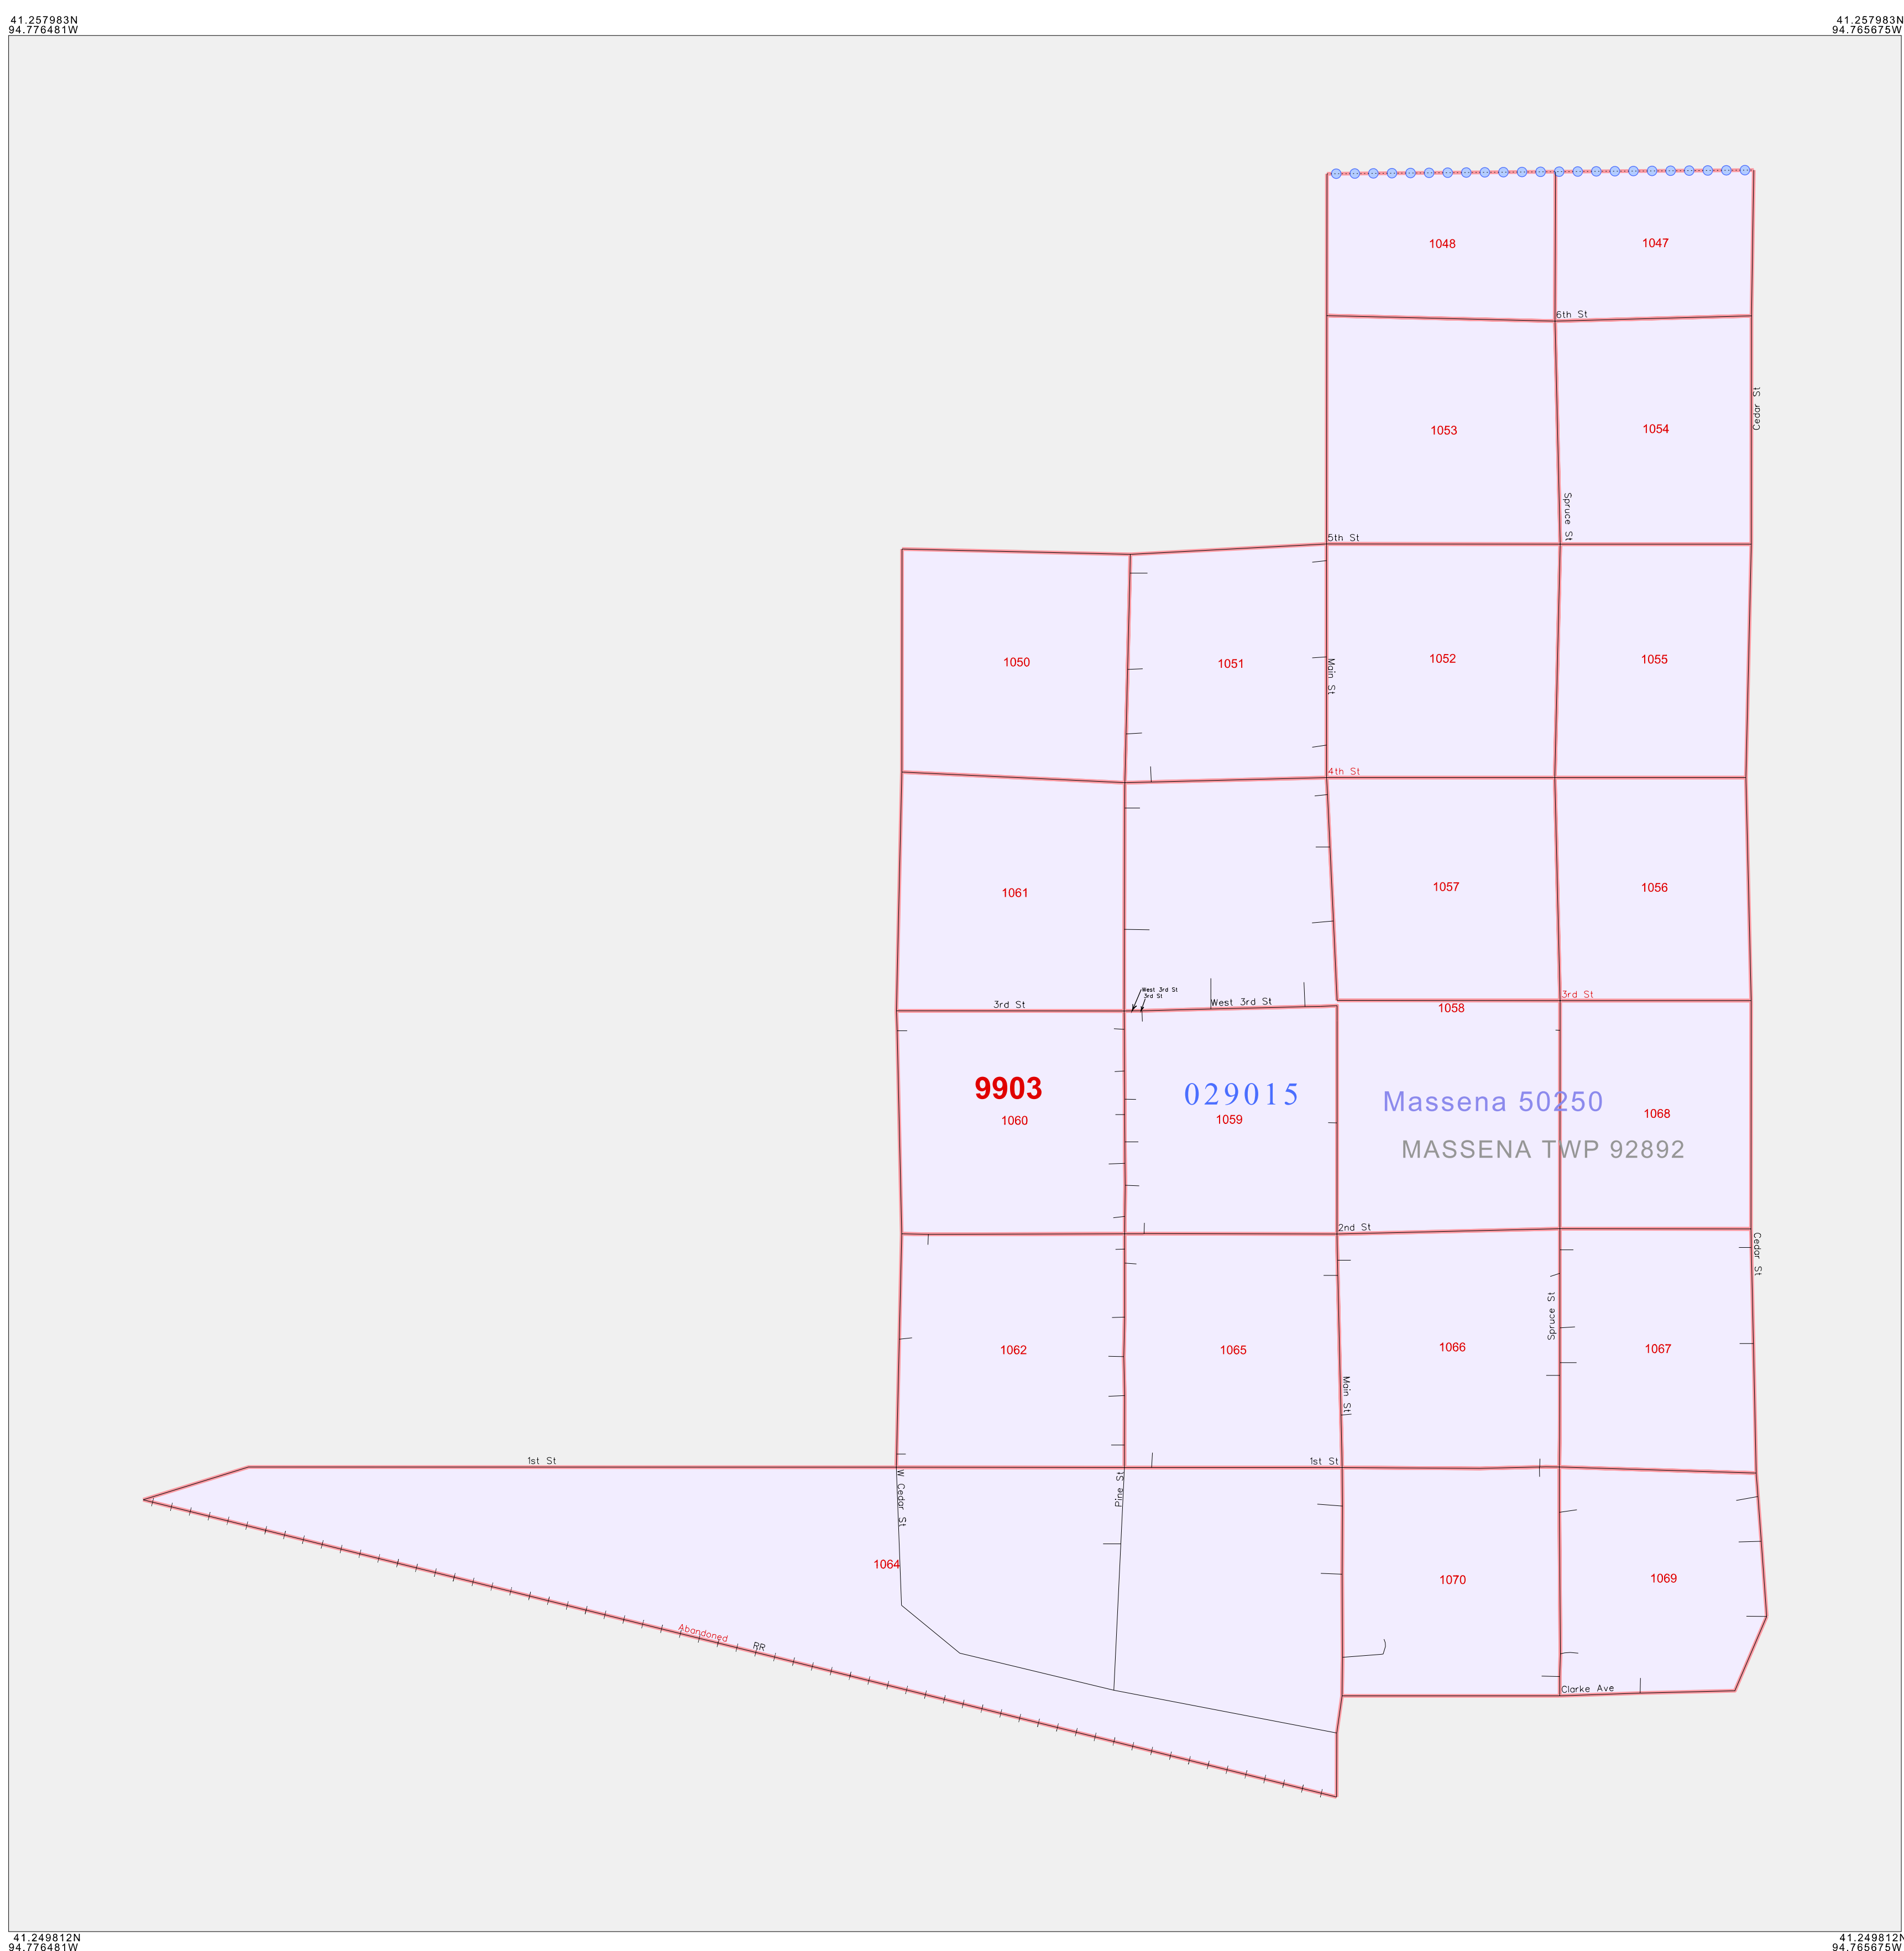 41.257983N
94.776481W
41.257983N
94.765675W
1048
1047
6th St
Cedar St
1053
1054
Spruce St
5th St
1050
1051
Main St
1052
1055
4th St
1061
1057
1056
West 3rd St
3rd St
3rd St
West 3rd St
3rd St
1058
9903
029015
Massena 50250
1060
1059
1068
MASSENA TWP 92892
2nd St
Cedar St
Spruce St
1062
1065
1066
1067
Main St
1st St
1st St
W Cedar St
Pine St
1064
1070
1069
Abandoned RR
Clarke Ave
41.249812N
94.776481W
41.249812N
94.765675W